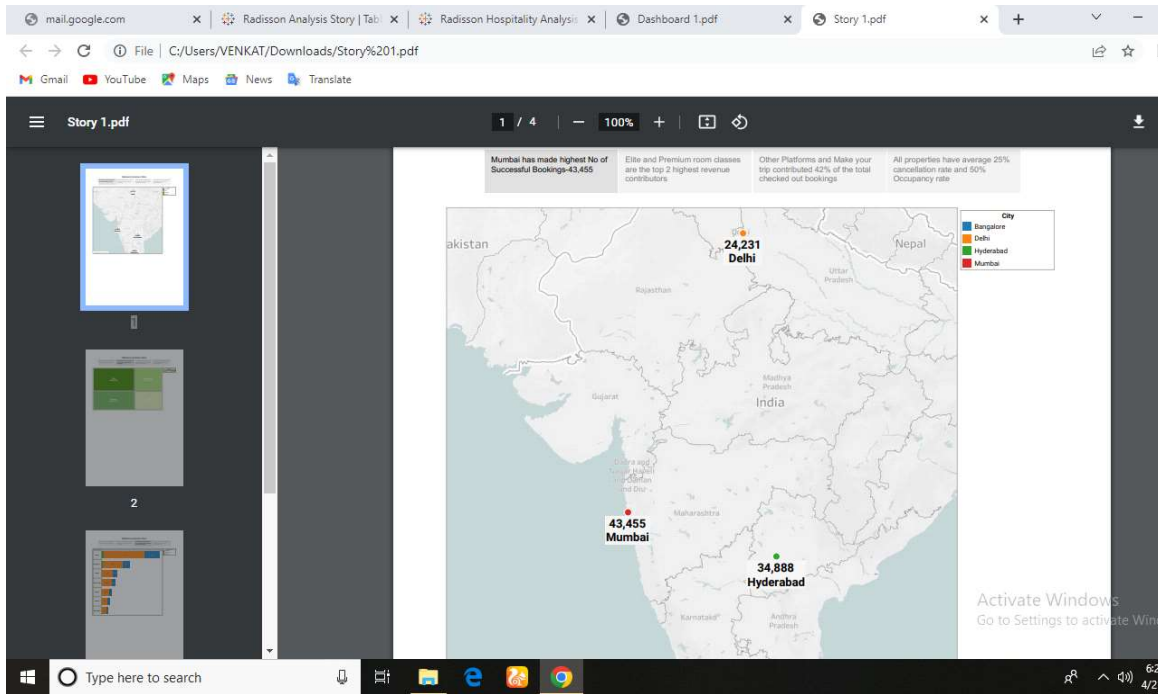 mail.google.com
Radisson Analysis Story | Tab
Radisson Hospitality Analysis
Dashboard 1.pdf
Story 1.pdf
File
C:/Users/VENKAT/Downloads/Story%201.pdf
Gmail
YouTube
Maps
News
Translate
Story 1.pdf
1 / 4
100%
Mumbai has made highest No of
Successful Bookings-43,455
Elite and Premium room classes
are the top 2 highest revenue
contributors
Other Platforms and Make your
trip contributed 42% of the total
checked out bookings
All properties have average 25%
cancellation rate and 50%
Occupancy rate
City
Bangalore
Delhi
Hyderabad
Mumbai
akistan
24,231
Delhi
Nepal
Uttar
Pradesh
Rajasthan
Madhya
Pradesh
India
Gujarat
Maharashtra
43,455
Mumbai
34,888
Hyderabad
Karnataka
Andhra
Pradesh
1
2
Activate Windows
Go to Settings to activate Win
Type here to search
6:2
4/2